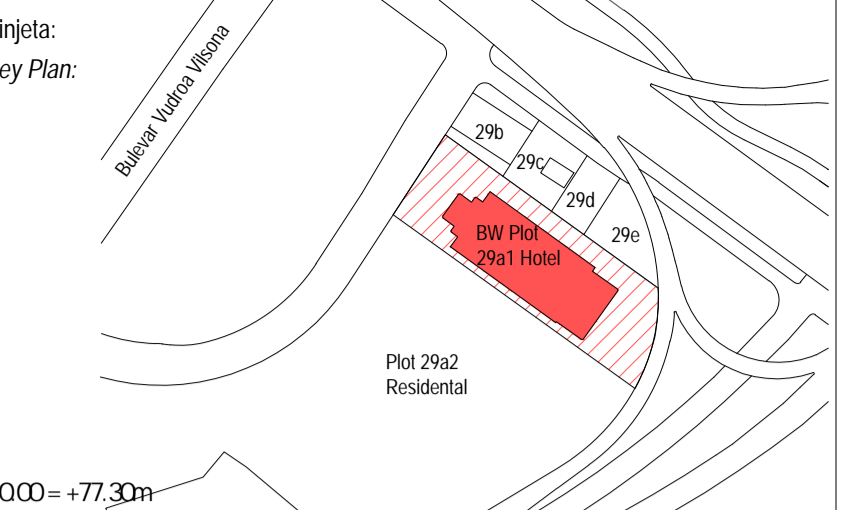 injeta:
ey Plan:
Bulevar Vudroa Vilsona
29b
29c
29d
29e
BW Plot
29a1 Hotel
Plot 29a2
Residental
0.00 = +77.30m